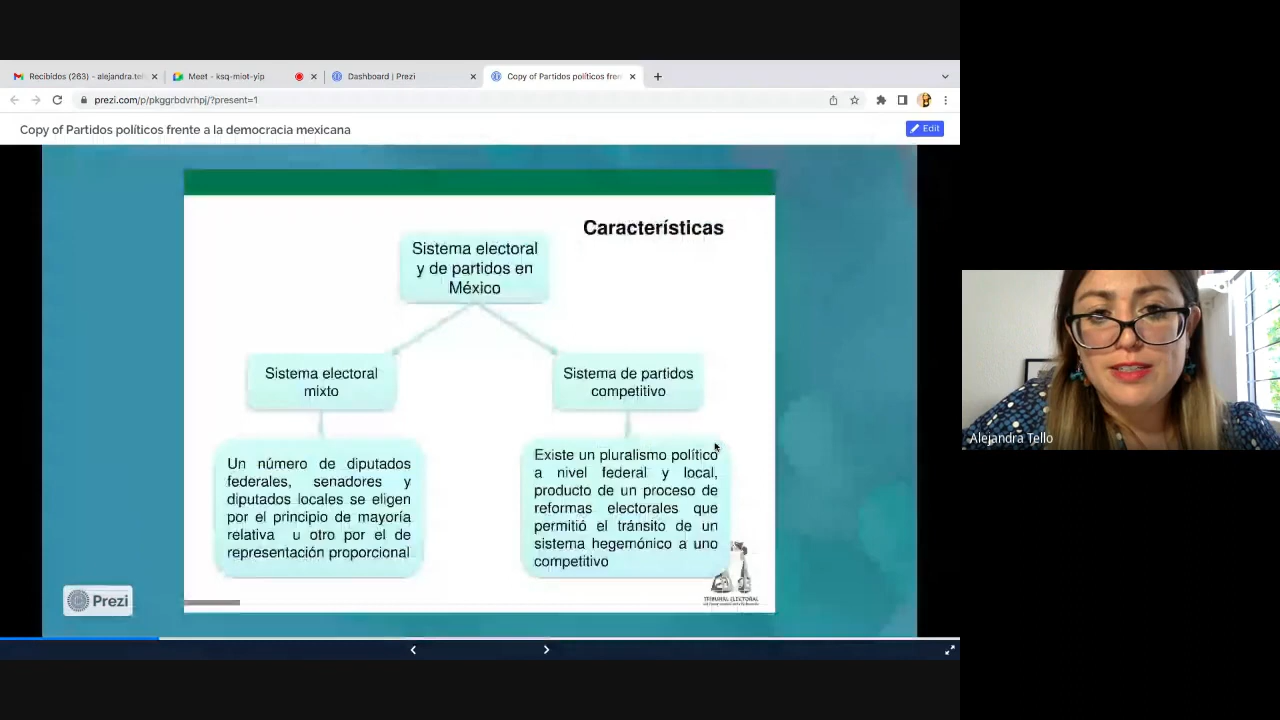 Recibidos (263) - alejandra.tel
Meet - ksq-miot-yip
Dashboard | Prezi
Copy of Partidos políticos fren
prezi.com/p/pkggrbdvrhpj/?present=1
Copy of Partidos políticos frente a la democracia mexicana
Edit
Características
Sistema electoral
y de partidos en
México
Sistema electoral
mixto
Sistema de partidos
competitivo
Un número de diputados
federales, senadores y
diputados locales se eligen
por el principio de mayoría
relativa u otro por el de
representación proporcional
Existe un pluralismo político
a nivel federal y local,
producto de un proceso de
reformas electorales que
permitió el tránsito de un
sistema hegemónico a uno
competitivo
TRIBUNAL ELECTORAL
Prezi
Alejandra Tello